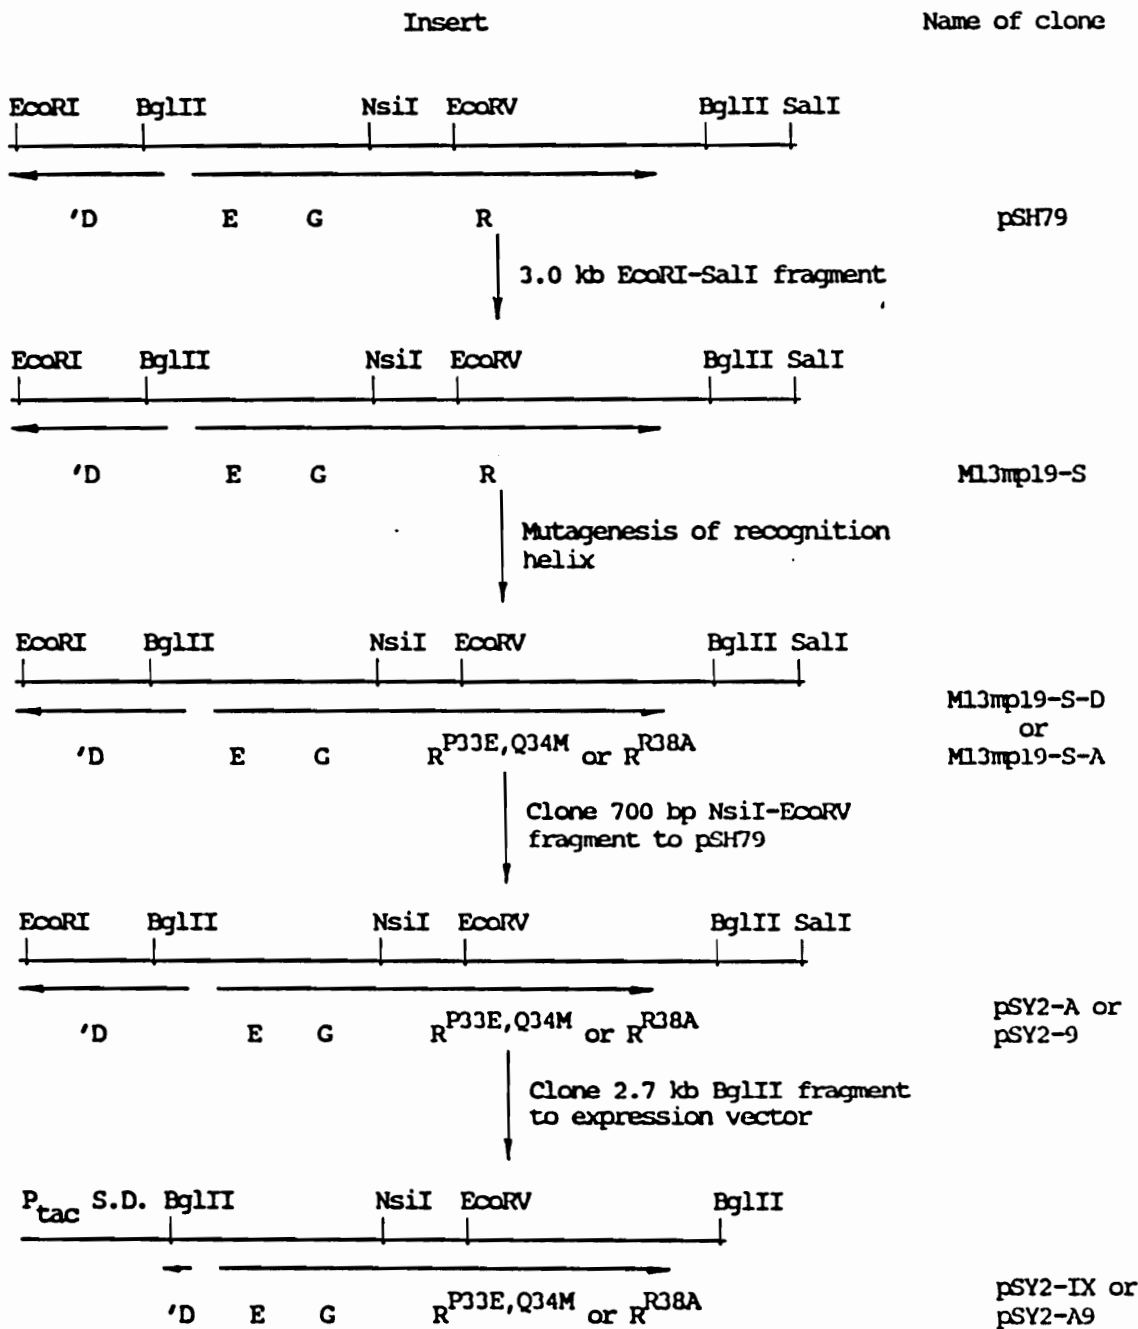 Insert Name of clone
EcoRI BglII NsiI EcoRV BglII SalI
'D E G R pSH79
3.0 kb EcoRI-SalI fragment
EcoRI BglII NsiI EcoRV BglII SalI
'D E G R M13mp19-S
Mutagenesis of recognition
helix
EcoRI BglII NsiI EcoRV BglII SalI
M13mp19-S-D
or
'D E G R^P33E,Q34M or R^R38A M13mp19-S-A
Clone 700 bp NsiI-EcoRV
fragment to pSH79
EcoRI BglII NsiI EcoRV BglII SalI
pSY2-A or
'D E G R^P33E,Q34M or R^R38A pSY2-9
Clone 2.7 kb BglII fragment
to expression vector
P_tac S.D. BglII NsiI EcoRV BglII
pSY2-IX or
'D E G R^P33E,Q34M or R^R38A pSY2-A9